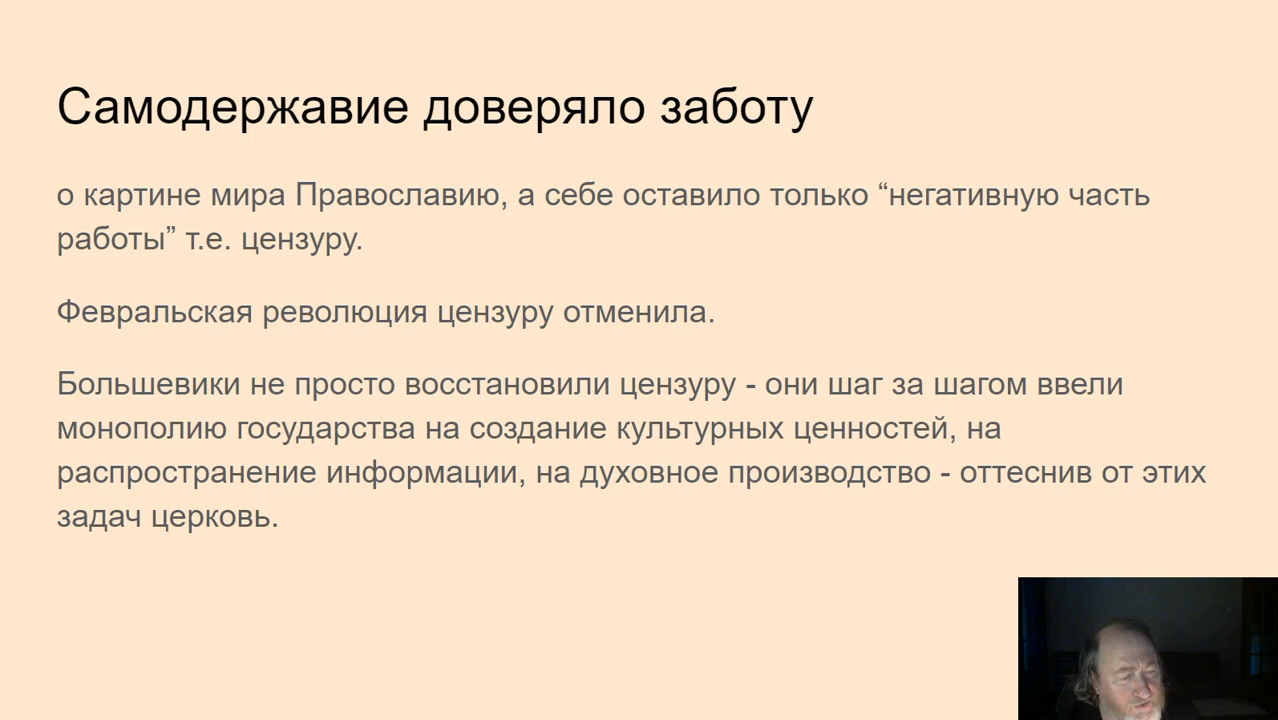 Самодержавие доверяло заботу
о картине мира Православию, а себе оставило только “негативную часть
работы” т.е. цензуру.
Февральская революция цензуру отменила.
Большевики не просто восстановили цензуру - они шаг за шагом ввели
монополию государства на создание культурных ценностей, на
распространение информации, на духовное производство - оттеснив от этих
задач церковь.